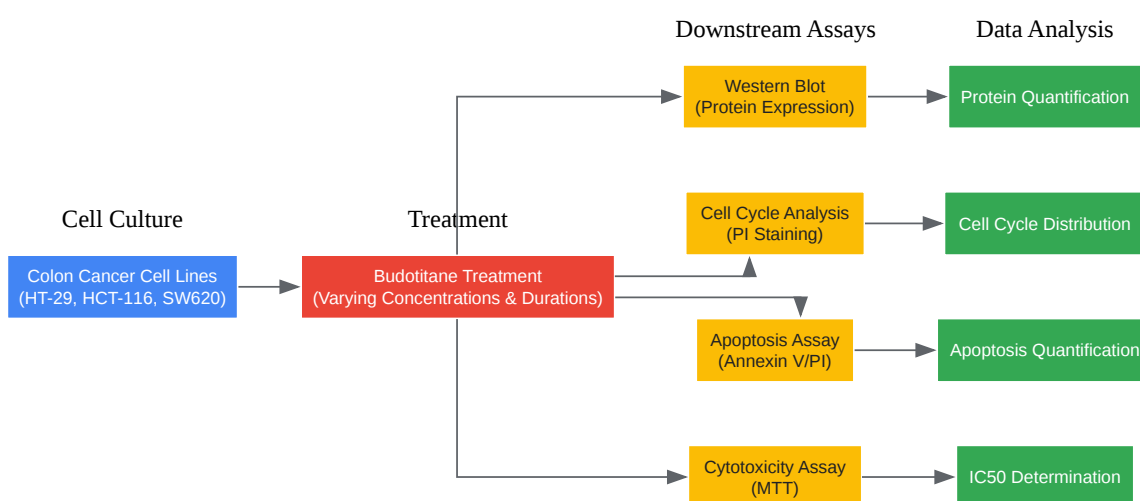 Downstream Assays
Data Analysis
Western Blot
(Protein Expression)
Protein Quantification
Cell Culture
Treatment
Cell Cycle Analysis
(PI Staining)
Cell Cycle Distribution
Colon Cancer Cell Lines
(HT-29, HCT-116, SW620)
Budotitane Treatment
(Varying Concentrations & Durations)
Apoptosis Assay
(Annexin V/PI)
Apoptosis Quantification
Cytotoxicity Assay
(MTT)
IC50 Determination